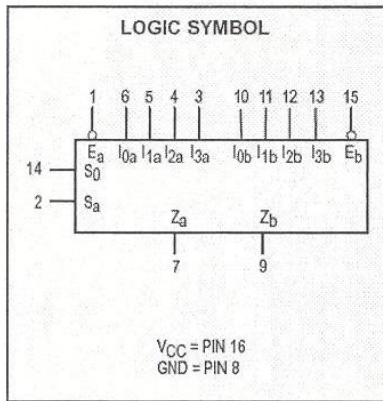 LOGIC SYMBOL
1 6 5 4 3 10 11 12 13 15
Ea I0a I1a I2a I3a I0b I1b I2b I3b Eb
14 S0
2 Sa
Za Zb
7 9
VCC = PIN 16
GND = PIN 8